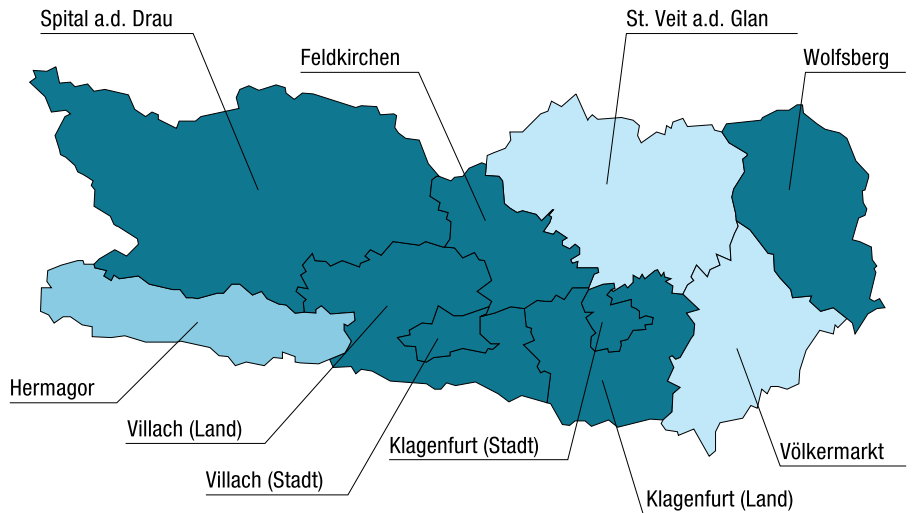 Spital a.d. Drau
St. Veit a.d. Glan
Feldkirchen
Wolfsberg
Hermagor
Villach (Land)
Klagenfurt (Stadt)
Völkermarkt
Villach (Stadt)
Klagenfurt (Land)